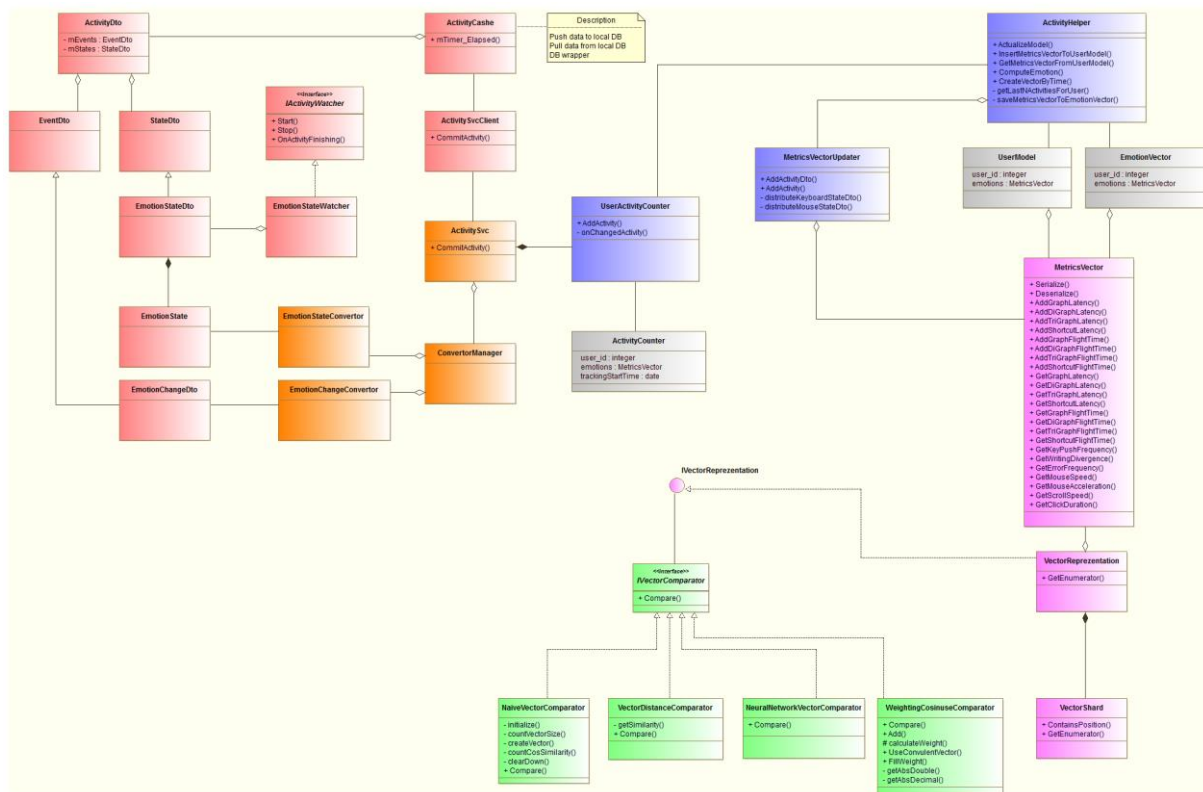 ActivityDto
- mEvents : EventDto
- mStates : StateDto
ActivityCashe
+ mTimer_Elapsed()
Description
Push data to local DB
Pull data from local DB
DB wrapper
ActivityHelper
+ ActualizeModel()
+ InsertMetricsVectorToUserModel()
+ GetMetricsVectorFromUserModel()
+ ComputeEmotion()
+ CreateVectorByTime()
- getLastNActivitiesForUser()
- saveMetricsVectorToEmotionVector()
<<Interface>>
IActivityWatcher
+ Start()
+ Stop()
+ OnActivityFinishing()
EventDto
StateDto
ActivitySvcClient
+ CommitActivity()
MetricsVectorUpdater
+ AddActivityDto()
+ AddActivity()
- distributeKeyboardStateDto()
- distributeMouseStateDto()
UserModel
user_id : integer
emotions : MetricsVector
EmotionVector
user_id : integer
emotions : MetricsVector
EmotionStateDto
EmotionStateWatcher
UserActivityCounter
+ AddActivity()
- onChangedActivity()
ActivitySvc
+ CommitActivity()
MetricsVector
+ Serialize()
+ Deserialize()
+ AddGraphLatency()
+ AddDiGraphLatency()
+ AddTriGraphLatency()
+ AddShortcutLatency()
+ AddGraphFlightTime()
+ AddDiGraphFlightTime()
+ AddTriGraphFlightTime()
+ AddShortcutFlightTime()
+ GetGraphLatency()
+ GetDiGraphLatency()
+ GetTriGraphLatency()
+ GetShortcutLatency()
+ GetGraphFlightTime()
+ GetDiGraphFlightTime()
+ GetTriGraphFlightTime()
+ GetShortcutFlightTime()
+ GetKeyPushFrequency()
+ GetWritingDivergence()
+ GetErrorFrequency()
+ GetMouseSpeed()
+ GetMouseAcceleration()
+ GetScrollSpeed()
+ GetClickDuration()
EmotionState
EmotionStateConvertor
ConvertorManager
ActivityCounter
user_id : integer
emotions : MetricsVector
trackingStartTime : date
EmotionChangeDto
EmotionChangeConvertor
IVectorReprezentation
<<Interface>>
IVectorComparator
+ Compare()
VectorReprezentation
+ GetEnumerator()
NaiveVectorComparator
- initialize()
- countVectorSize()
- createVector()
- countCosSimilarity()
- clearDown()
+ Compare()
VectorDistanceComparator
- getSimilarity()
+ Compare()
NeuralNetworkVectorComparator
+ Compare()
WeightingCosinuseComparator
+ Compare()
+ Add()
# calculateWeight()
+ UseConvulentVector()
+ FillWeight()
- getAbsDouble()
- getAbsDecimal()
VectorShard
+ ContainsPosition()
+ GetEnumerator()